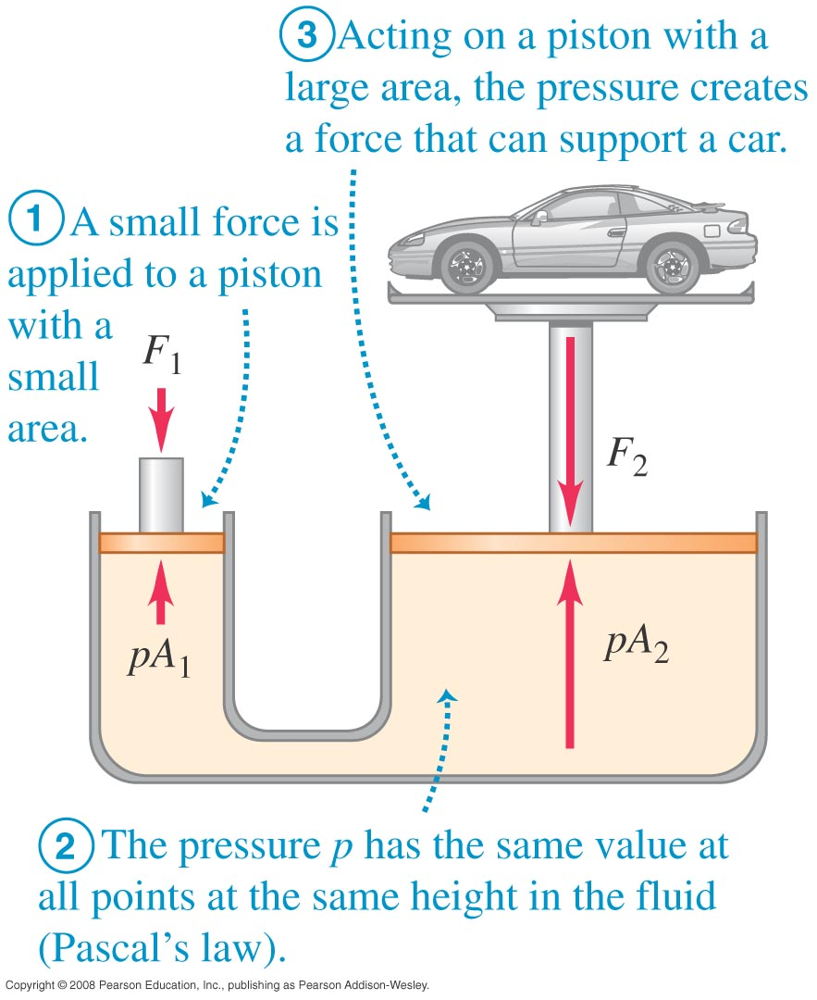 3 Acting on a piston with a
large area, the pressure creates
a force that can support a car.
1 A small force is
applied to a piston
with a
small
area.
F1
F2
pA1
pA2
2 The pressure p has the same value at
all points at the same height in the fluid
(Pascal's law).
Copyright © 2008 Pearson Education, Inc., publishing as Pearson Addison-Wesley.